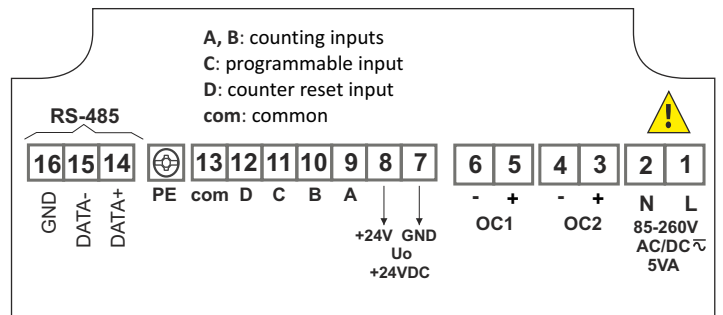 A, B: counting inputs
C: programmable input
D: counter reset input
com: common
RS-485
16 15 14 13 12 11 10 9 8 7 6 5 4 3 2 1
GND DATA- DATA+ PE com D C B A - + - + N L
OC1 OC2
+24V GND
Uo
+24VDC
85-260V
AC/DC
5VA
!